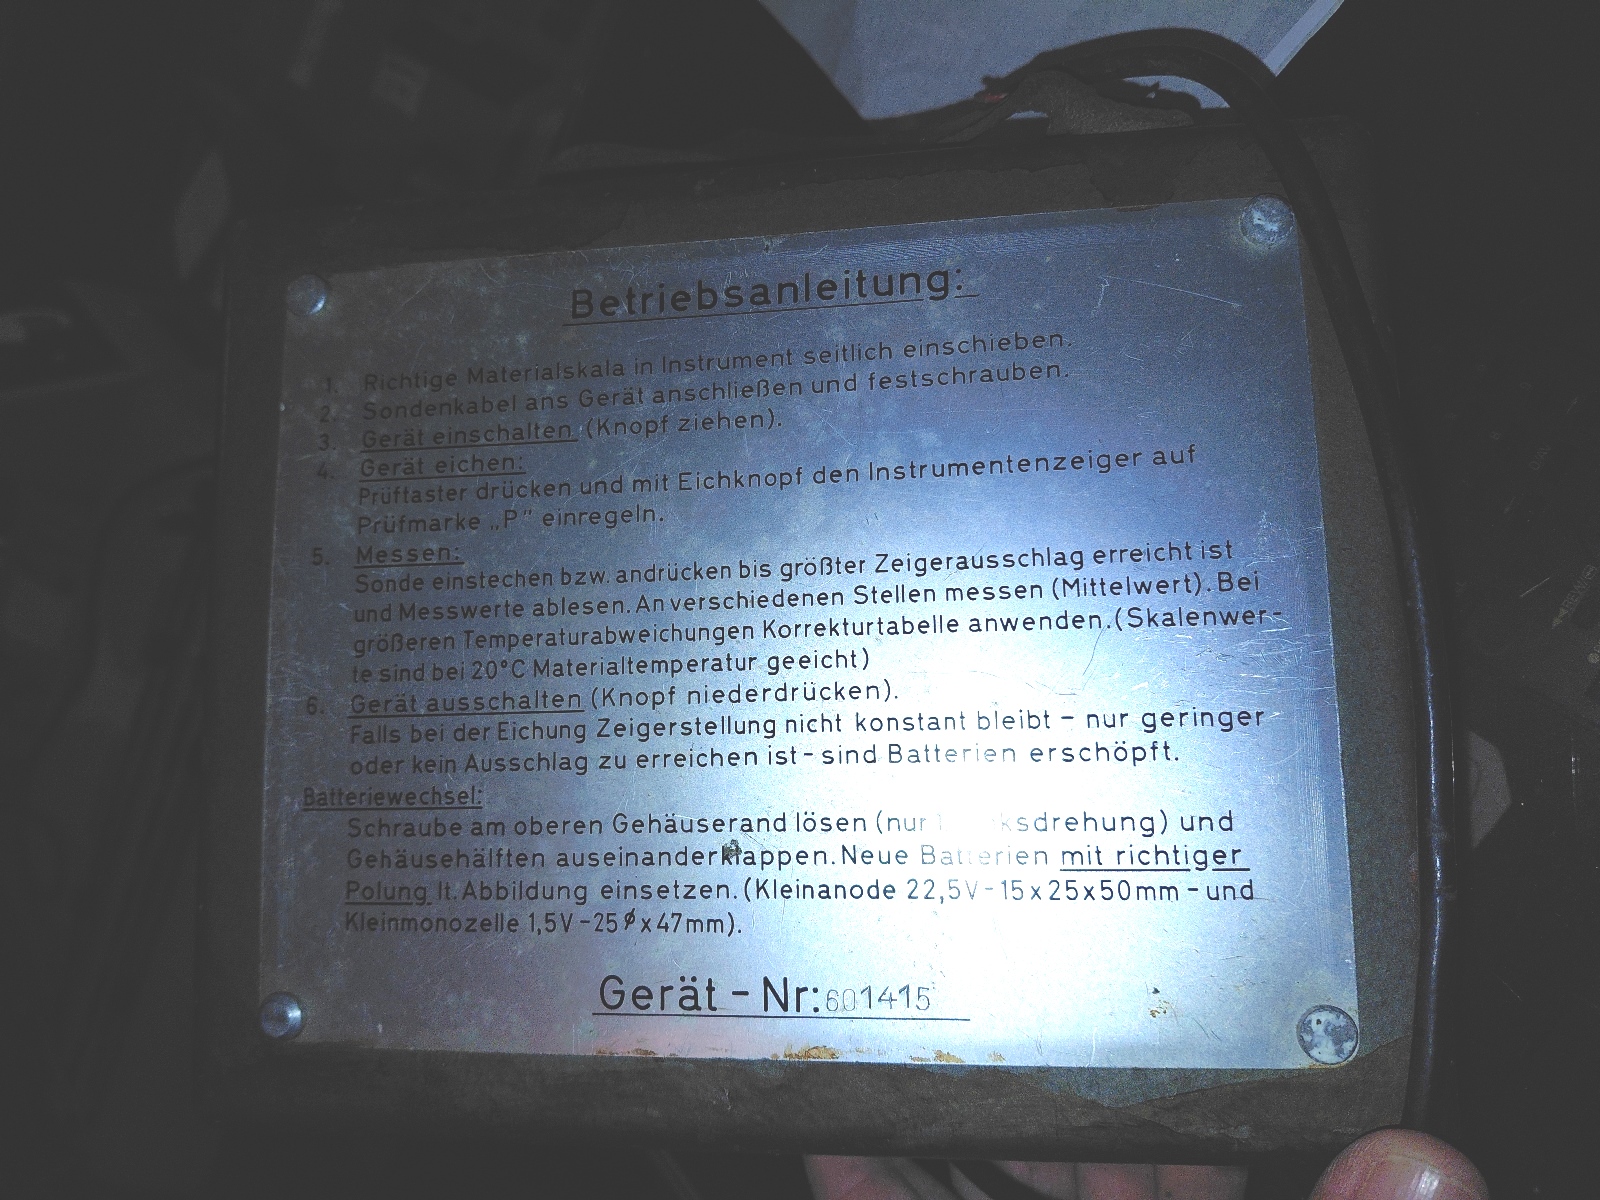 Betriebsanleitung:
1. Richtige Materialskala in Instrument seitlich einschieben.
2. Sondenkabel ans Gerät anschließen und festschrauben.
3. Gerät einschalten (Knopf ziehen).
4. Gerät eichen:
Prüftaster drücken und mit Eichknopf den Instrumentenzeiger auf
Prüfmarke „P" einregeln.
5. Messen:
Sonde einstechen bzw. andrücken bis größter Zeigerausschlag erreicht ist
und Messwerte ablesen. An verschiedenen Stellen messen (Mittelwert). Bei
größeren Temperaturabweichungen Korrekturtabelle anwenden. (Skalenwer-
te sind bei 20°C Materialtemperatur geeicht)
6. Gerät ausschalten (Knopf niederdrücken).
Falls bei der Eichung Zeigerstellung nicht konstant bleibt - nur geringer
oder kein Ausschlag zu erreichen ist - sind Batterien erschöpft.
Batteriewechsel:
Schraube am oberen Gehäuserand lösen (nur und
Gehäusehälften auseinanderklappen. Neue Batterien mit richtiger
Polung lt. Abbildung einsetzen. (Kleinanode 22,5V - 15 x 25 x 50mm - und
Kleinmonozelle 1,5V - 25 ø x 47mm).
Gerät - Nr: 601415